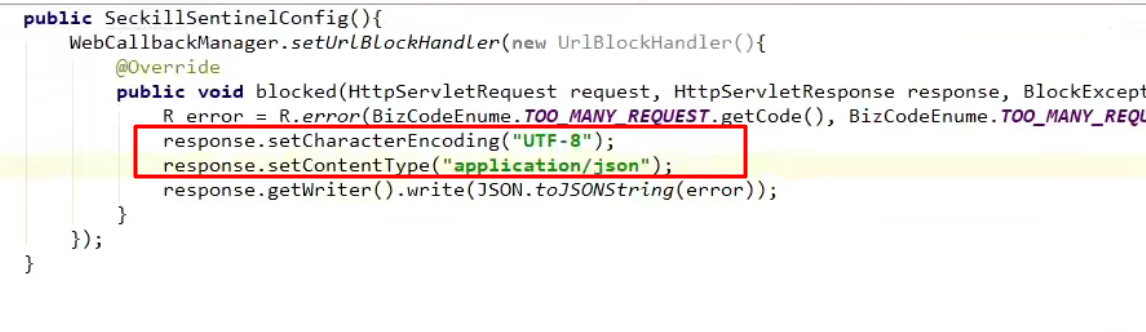 public SeckillSentinelConfig(){
WebCallbackManager.setUrlBlockHandler(new UrlBlockHandler(){
@Override
public void blocked(HttpServletRequest request, HttpServletResponse response, BlockExcept
R error = R.error(BizCodeEnume.TOO_MANY_REQUEST.getCode(), BizCodeEnume.TOO_MANY_REQU
response.setCharacterEncoding("UTF-8");
response.setContentType("application/json");
response.getWriter().write(JSON.toJSONString(error));
}
});
}